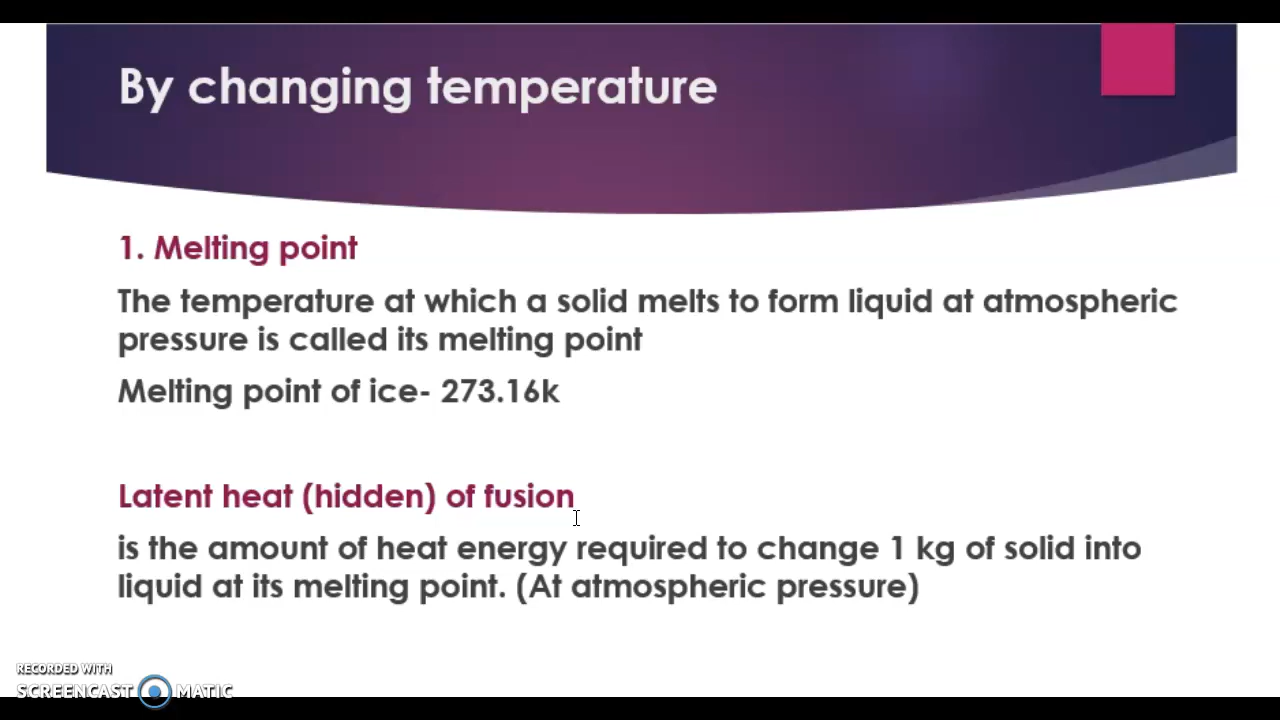 By changing temperature
1. Melting point
The temperature at which a solid melts to form liquid at atmospheric
pressure is called its melting point
Melting point of ice- 273.16k
Latent heat (hidden) of fusion
is the amount of heat energy required to change 1 kg of solid into
liquid at its melting point. (At atmospheric pressure)
RECORDED WITH
SCREENCAST MATIC